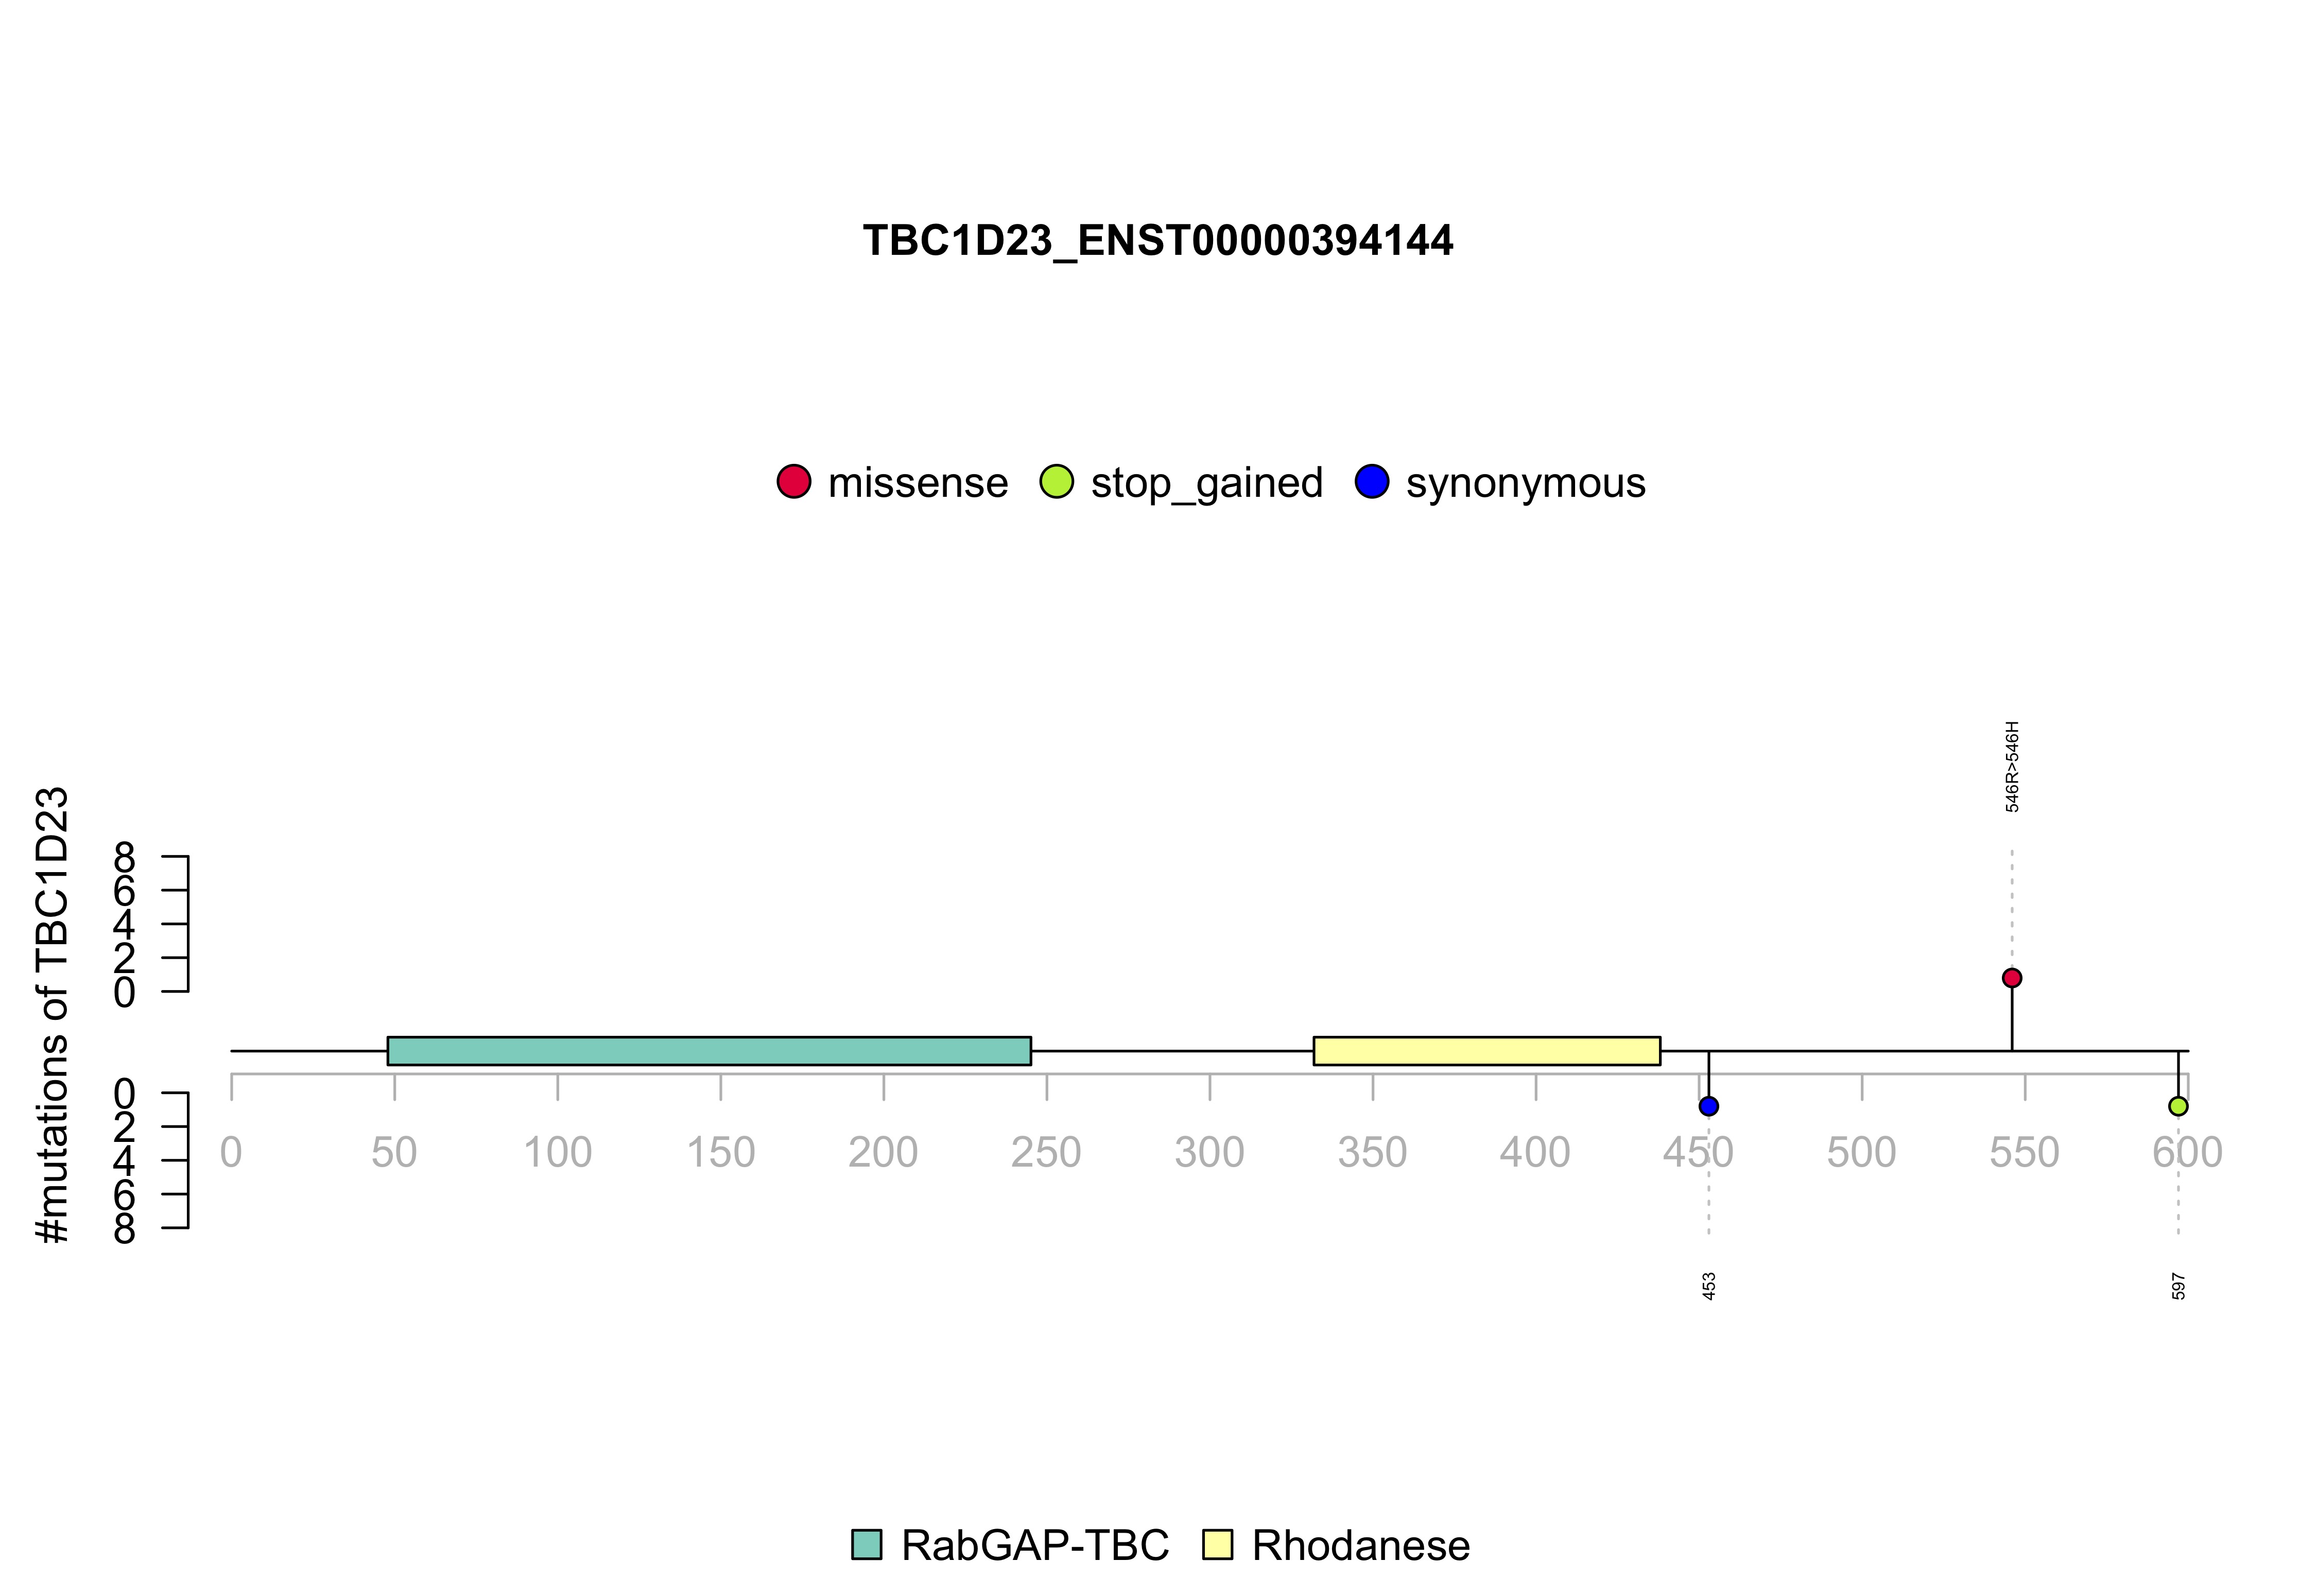 TBC1D23_ENST00000394144
missense stop_gained synonymous
546R>546H
#mutations of TBC1D23
8
6
4
2
0
0
2
4
6
8
0 50 100 150 200 250 300 350 400 450 500 550 600
453 597
RabGAP-TBC Rhodanese